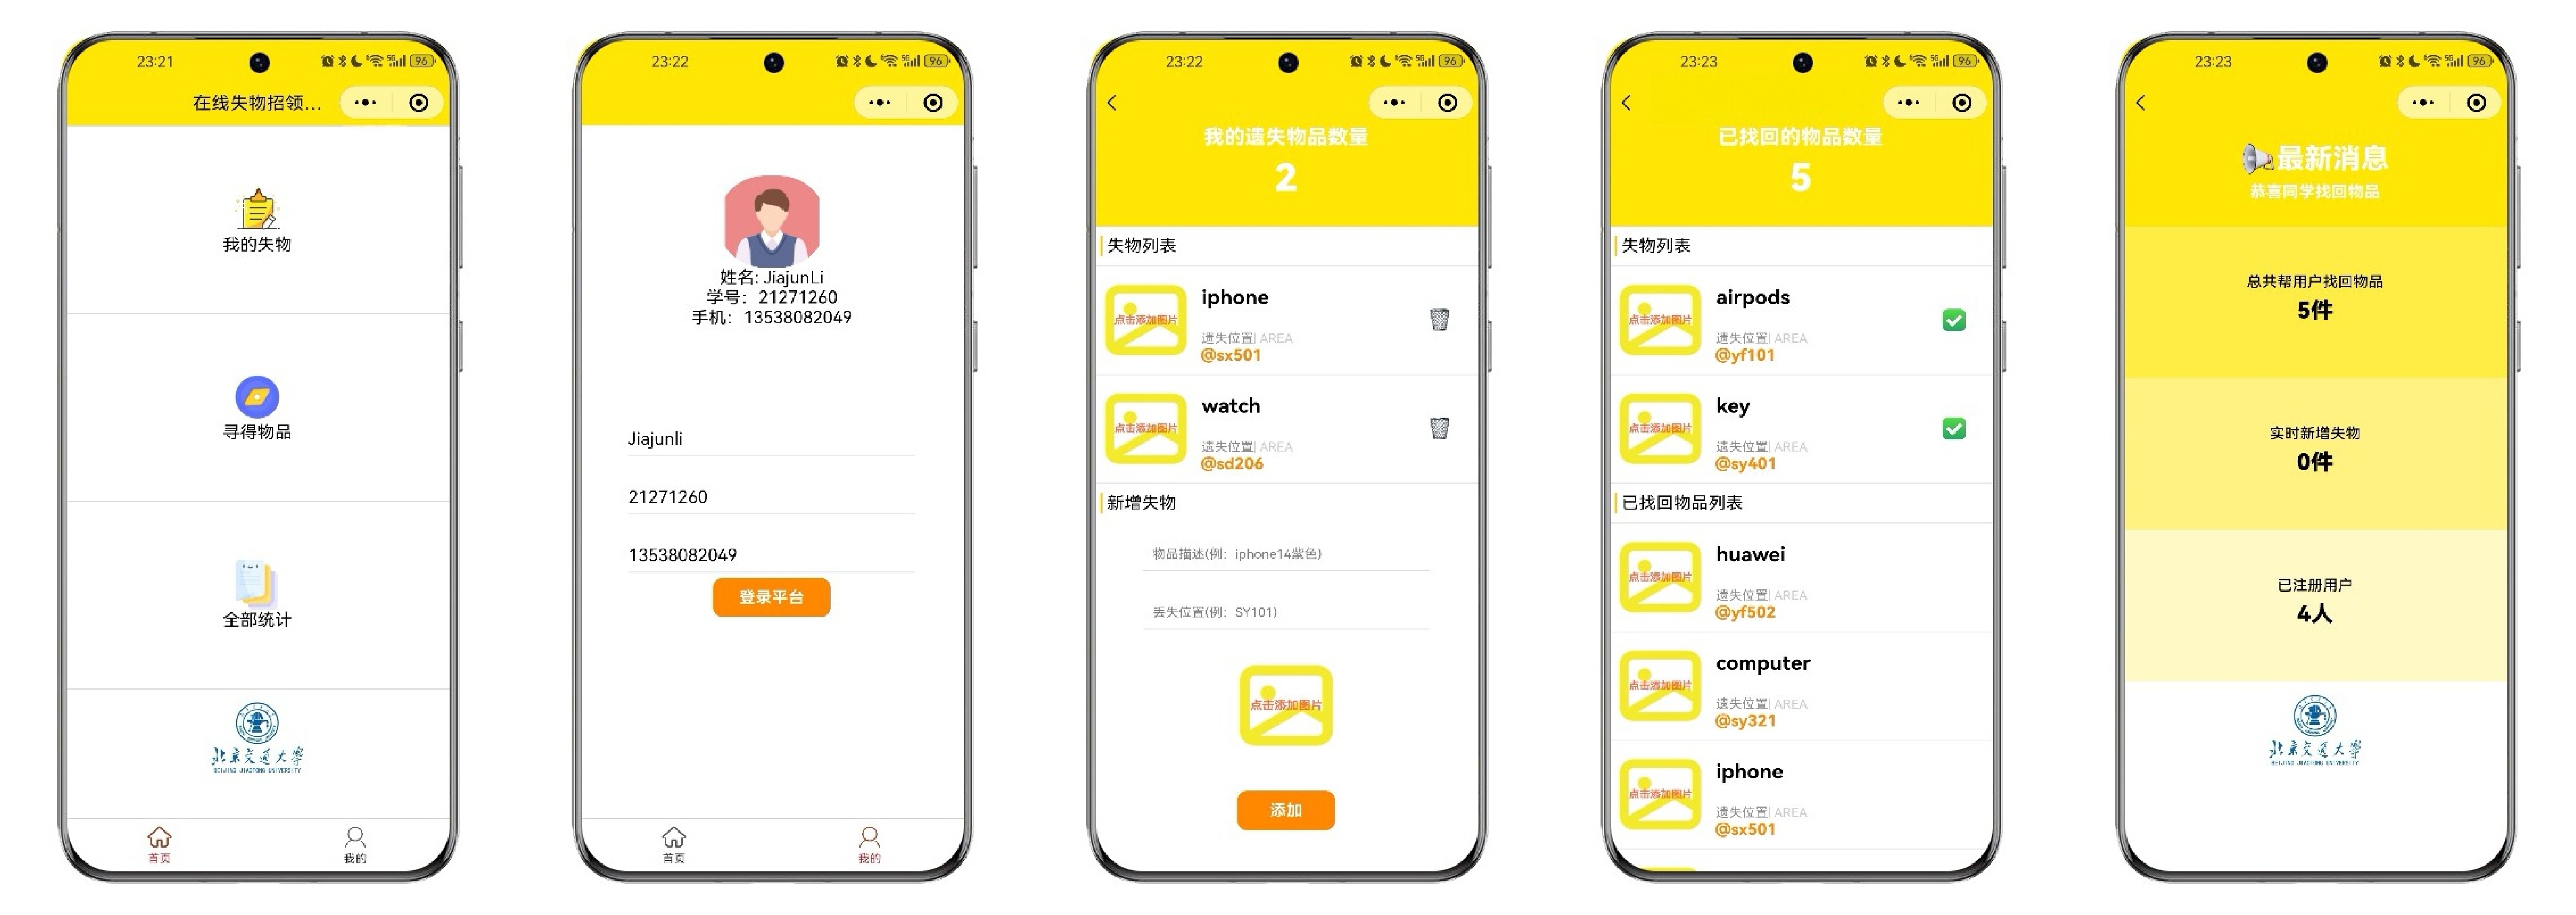 23:21
96
在线失物招领...
我的失物
寻得物品
全部统计
北京交通大学
BEIJING JIAOTONG UNIVERSITY
首页
我的
23:22
96
姓名: JiajunLi
学号: 21271260
手机: 13538082049
Jiajunli
21271260
13538082049
登录平台
首页
我的
23:22
96
我的遗失物品数量
2
失物列表
点击添加图片
iphone
遗失位置| AREA
@sx501
点击添加图片
watch
遗失位置| AREA
@sd206
新增失物
物品描述(例: iphone14紫色)
丢失位置(例: SY101)
点击添加图片
添加
23:23
96
已找回的物品数量
5
失物列表
点击添加图片
airpods
遗失位置| AREA
@yf101
点击添加图片
key
遗失位置| AREA
@sy401
已找回物品列表
点击添加图片
huawei
遗失位置| AREA
@yf502
点击添加图片
computer
遗失位置| AREA
@sy321
点击添加图片
iphone
遗失位置| AREA
@sx501
23:23
96
最新消息
恭喜同学找回物品
总共帮用户找回物品
5件
实时新增失物
0件
已注册用户
4人
北京交通大学
BEIJING JIAOTONG UNIVERSITY